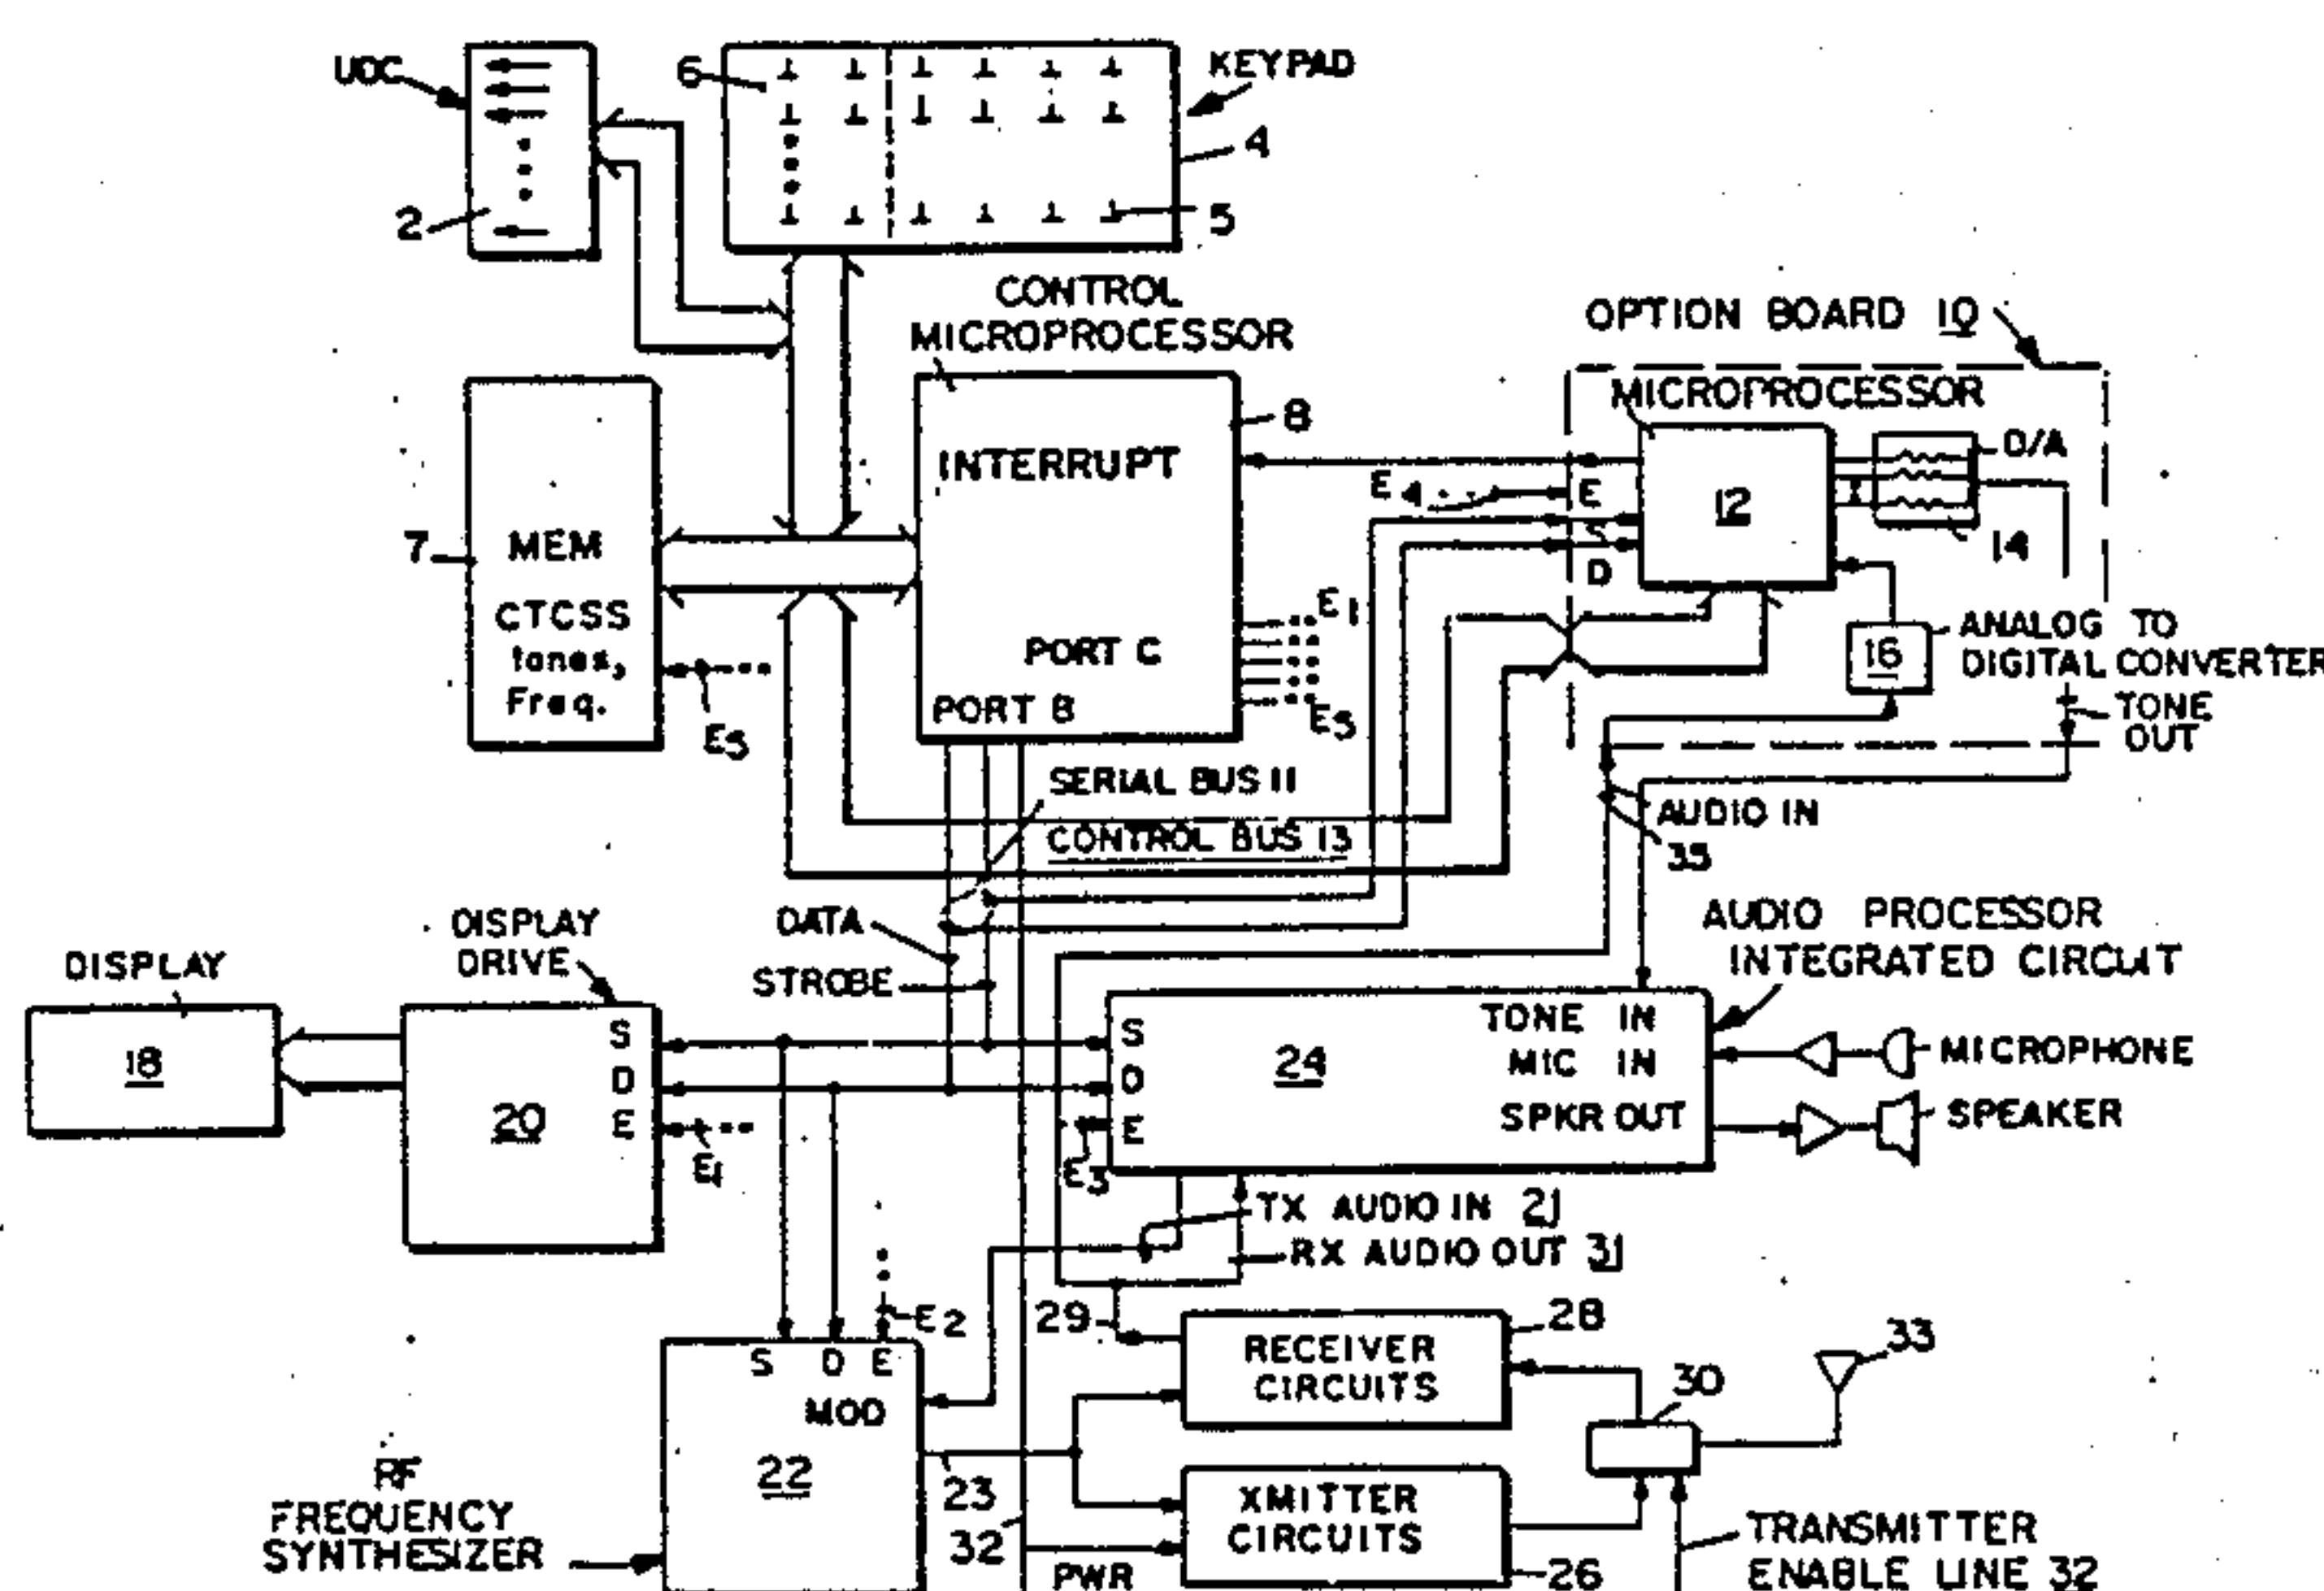 UOC
6
KEYPAD
4
2
5
CONTROL
MICROPROCESSOR
OPTION BOARD 10
MICROPROCESSOR
8
INTERRUPT
D/A
E4
E
12
S
14
D
7
MEM
CTCSS
tones,
Freq.
E5
PORT C
PORT B
E1
E5
16
ANALOG TO
DIGITAL CONVERTER
TONE
OUT
SERIAL BUS 11
CONTROL BUS 13
AUDIO IN
35
DATA
STROBE
DISPLAY
DRIVE
DISPLAY
AUDIO PROCESSOR
INTEGRATED CIRCUIT
18
S
D
20
E
E1
S
D
E
24
TONE IN
MIC IN
SPKR OUT
MICROPHONE
SPEAKER
E3
TX AUDIO IN 21
RX AUDIO OUT 31
E2
29
28
RECEIVER
CIRCUITS
33
30
S D E
MOD
22
23
RF
FREQUENCY
SYNTHESIZER
32
XMITTER
CIRCUITS
PWR
26
TRANSMITTER
ENABLE LINE 32